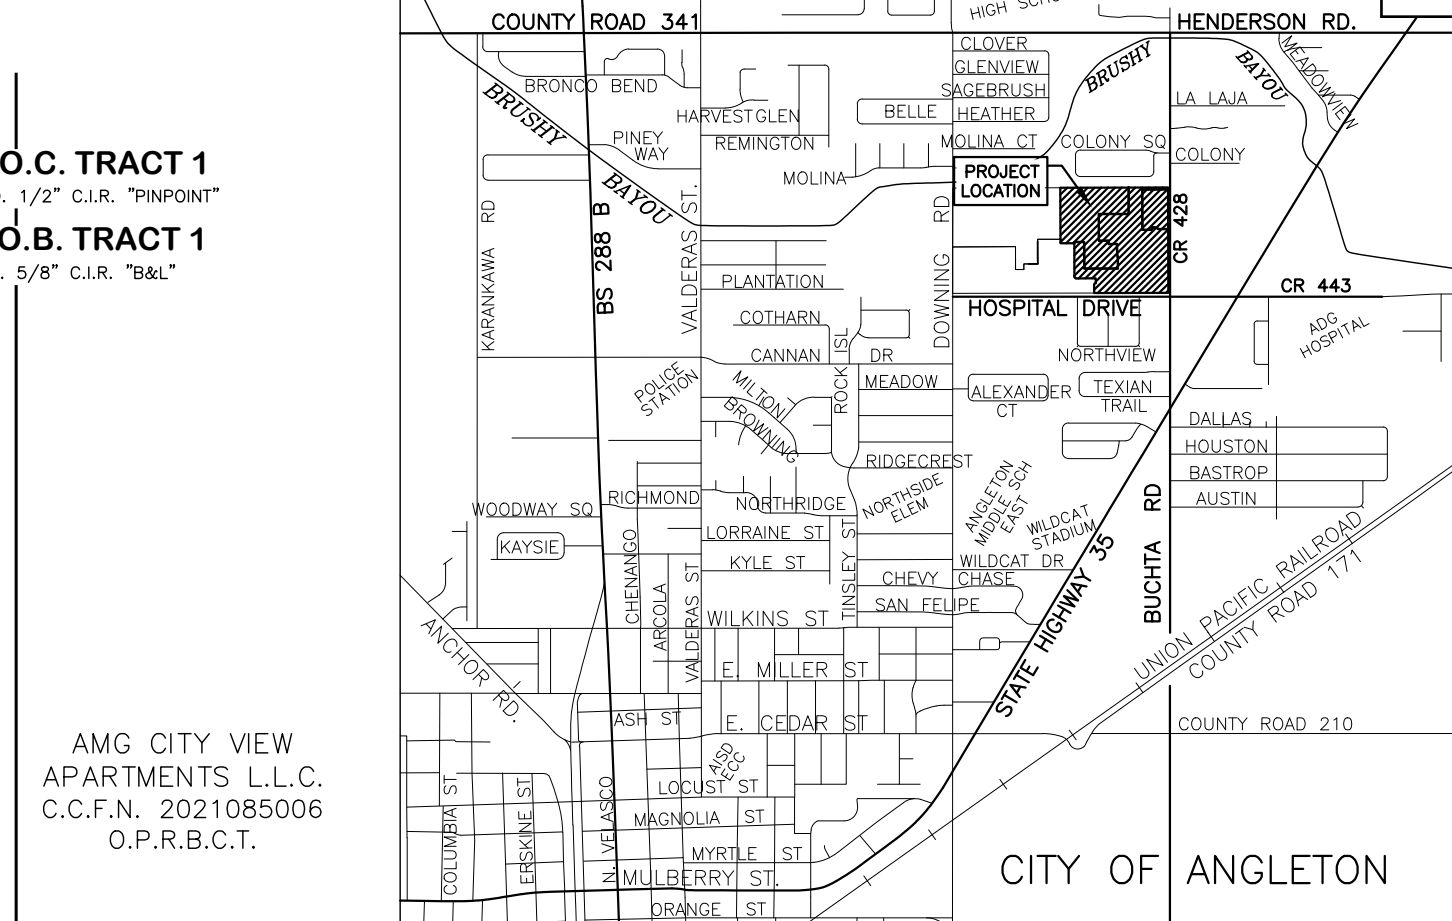 O.C. TRACT 1
. 1/2" C.I.R. "PINPOINT"
O.B. TRACT 1
. 5/8" C.I.R. "B&L"
AMG CITY VIEW
APARTMENTS L.L.C.
C.C.F.N. 2021085006
O.P.R.B.C.T.
COUNTY ROAD 341
HIGH
HENDERSON RD.
CLOVER
GLENVIEW
SAGEBRUSH
HEATHER
BELLE
BRUSHY
BAYOU
MEADOWVIEW
LA LAJA
BRONCO BEND
BRUSHY
BAYOU
HARVEST GLEN
REMINGTON
PINEY
WAY
MOLINA CT
COLONY SQ
COLONY
MOLINA
PROJECT
LOCATION
KARANKAWA RD
BS 288 B
VALDERAS ST.
DOWNING RD
CR 428
PLANTATION
CR 443
HOSPITAL DRIVE
COTHARN
ROCK ISL
CANNAN DR
NORTHVIEW
ADG
HOSPITAL
POLICE
STATION
MILTON
BROWNING
MEADOW
ALEXANDER
CT
TEXIAN
TRAIL
DALLAS
HOUSTON
BASTROP
AUSTIN
RIDGECREST
WOODWAY SQ
RICHMOND
NORTHRIDGE
NORTHSIDE
ELEM
ANGLETON
MIDDLE SCH
EAST
WILDCAT
STADIUM
BUCHTA RD
KAYSIE
CHENANGO
LORRAINE ST
KYLE ST
TINSLEY ST
WILDCAT DR
CHEVY CHASE
SAN FELIPE
STATE HIGHWAY 35
UNION PACIFIC RAILROAD
COUNTY ROAD 171
ARCOLA
VALDERAS ST
WILKINS ST
ANCHOR RD.
E. MILLER ST
ASH ST
E. CEDAR ST
COUNTY ROAD 210
AISD
ECC
LOCUST ST
COLUMBIA ST
ERSKINE ST
N. VELASCO
MAGNOLIA ST
MYRTLE ST
MULBERRY ST.
ORANGE ST
CITY OF ANGLETON